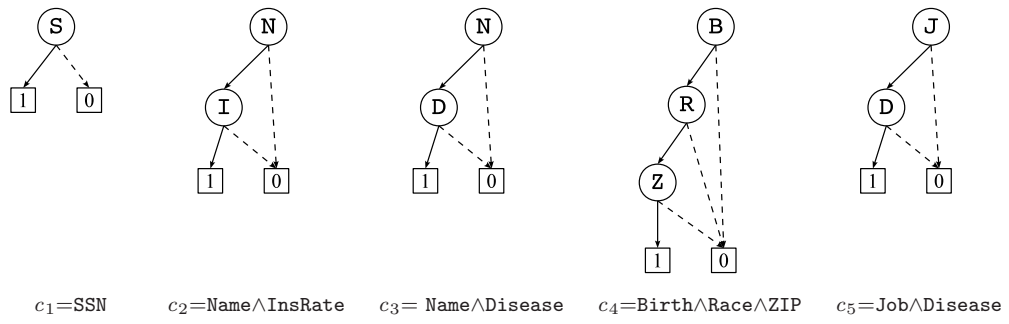 S N N B J
1 0 I D R D
1 0 1 0 Z 1 0
1 0
c₁=SSN c₂=Name∧InsRate c₃= Name∧Disease c₄=Birth∧Race∧ZIP c₅=Job∧Disease